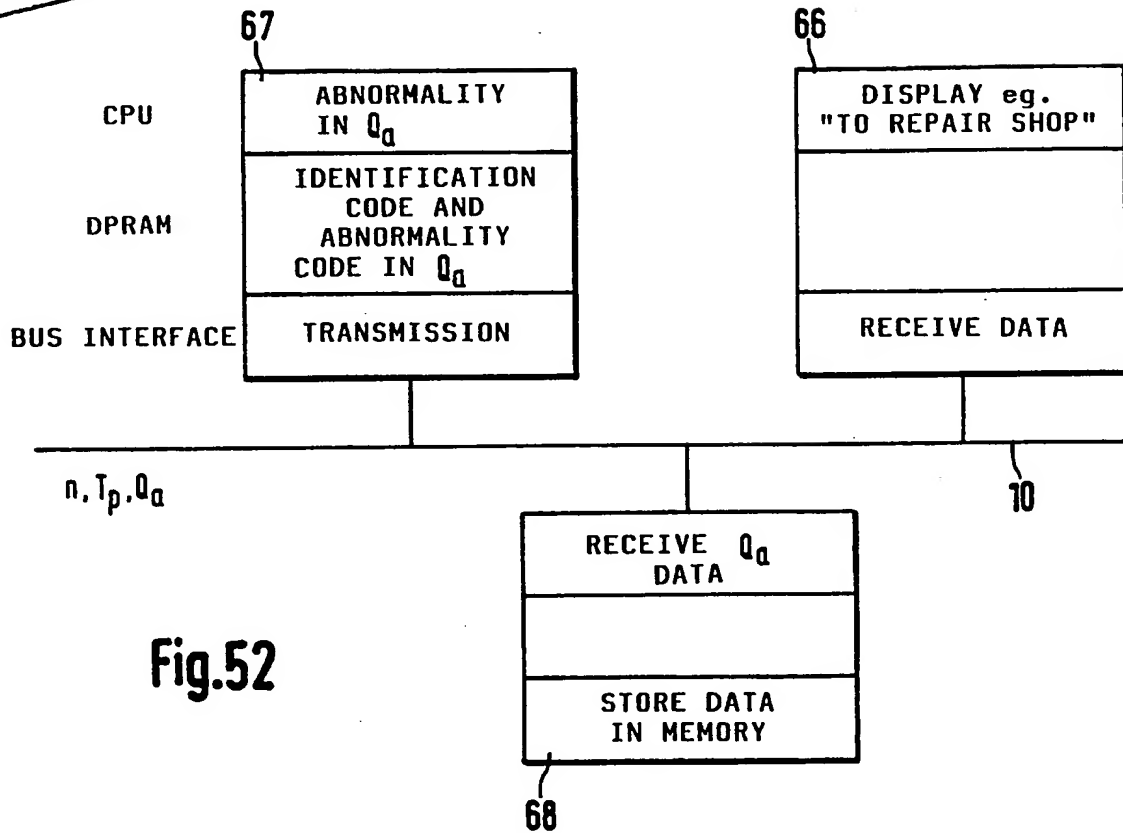 67
66
CPU
ABNORMALITY
IN Qa
DISPLAY eg.
"TO REPAIR SHOP"
DPRAM
IDENTIFICATION
CODE AND
ABNORMALITY
CODE IN Qa
BUS INTERFACE
TRANSMISSION
RECEIVE DATA
n, Tp, Qa
10
RECEIVE Qa
DATA
Fig.52
STORE DATA
IN MEMORY
68